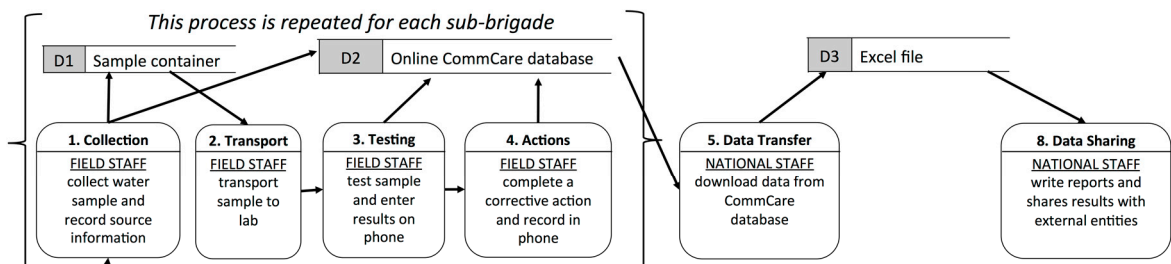 This process is repeated for each sub-brigade
D1 Sample container
D2 Online CommCare database
D3 Excel file
1. Collection
FIELD STAFF
collect water
sample and
record source
information
2. Transport
FIELD STAFF
transport
sample to
lab
3. Testing
FIELD STAFF
test sample
and enter
results on
phone
4. Actions
FIELD STAFF
complete a
corrective action
and record in
phone
5. Data Transfer
NATIONAL STAFF
download data from
CommCare
database
8. Data Sharing
NATIONAL STAFF
write reports and
shares results with
external entities